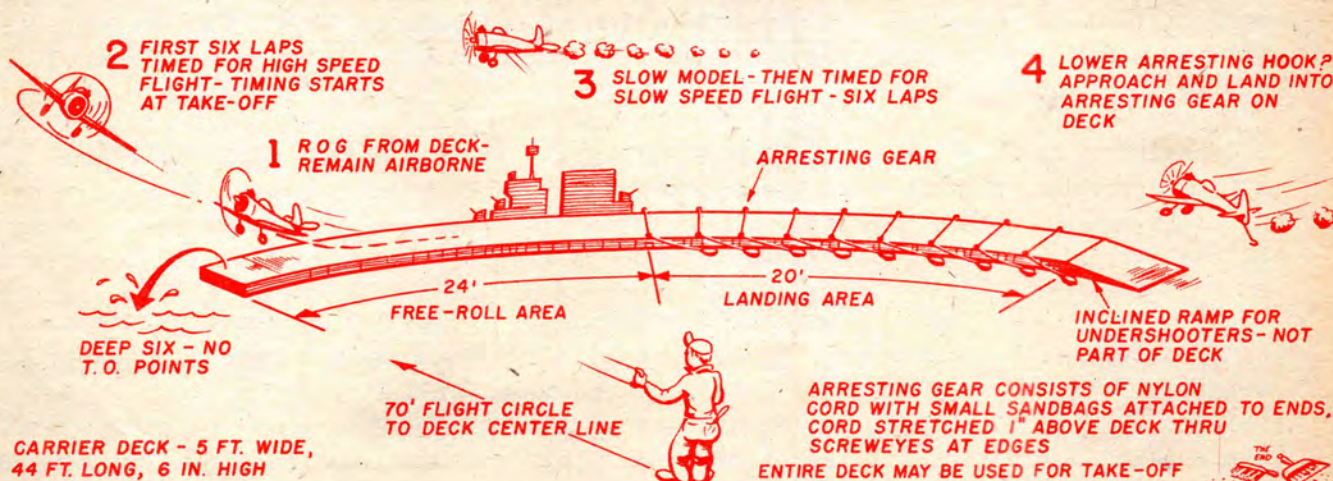 2 FIRST SIX LAPS
TIMED FOR HIGH SPEED
FLIGHT - TIMING STARTS
AT TAKE-OFF
1 R O G FROM DECK-
REMAIN AIRBORNE
3 SLOW MODEL - THEN TIMED FOR
SLOW SPEED FLIGHT - SIX LAPS
4 LOWER ARRESTING HOOK?
APPROACH AND LAND INTO
ARRESTING GEAR ON
DECK
ARRESTING GEAR
24'
FREE-ROLL AREA
20'
LANDING AREA
DEEP SIX - NO
T.O. POINTS
INCLINED RAMP FOR
UNDERSHOOTERS - NOT
PART OF DECK
70' FLIGHT CIRCLE
TO DECK CENTER LINE
CARRIER DECK - 5 FT. WIDE,
44 FT. LONG, 6 IN. HIGH
ARRESTING GEAR CONSISTS OF NYLON
CORD WITH SMALL SANDBAGS ATTACHED TO ENDS,
CORD STRETCHED 1" ABOVE DECK THRU
SCREWEYES AT EDGES
ENTIRE DECK MAY BE USED FOR TAKE-OFF
THE
END